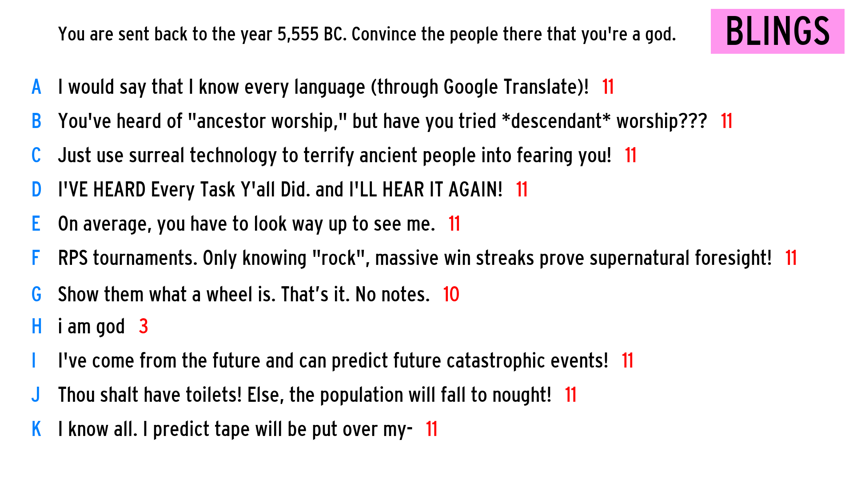 You are sent back to the year 5,555 BC. Convince the people there that you're a god.
BLINGS
A I would say that I know every language (through Google Translate)! 11
B You've heard of "ancestor worship," but have you tried *descendant* worship??? 11
C Just use surreal technology to terrify ancient people into fearing you! 11
D I'VE HEARD Every Task Y'all Did. and I'LL HEAR IT AGAIN! 11
E On average, you have to look way up to see me. 11
F RPS tournaments. Only knowing "rock", massive win streaks prove supernatural foresight! 11
G Show them what a wheel is. That’s it. No notes. 10
H i am god 3
I I've come from the future and can predict future catastrophic events! 11
J Thou shalt have toilets! Else, the population will fall to nought! 11
K I know all. I predict tape will be put over my- 11